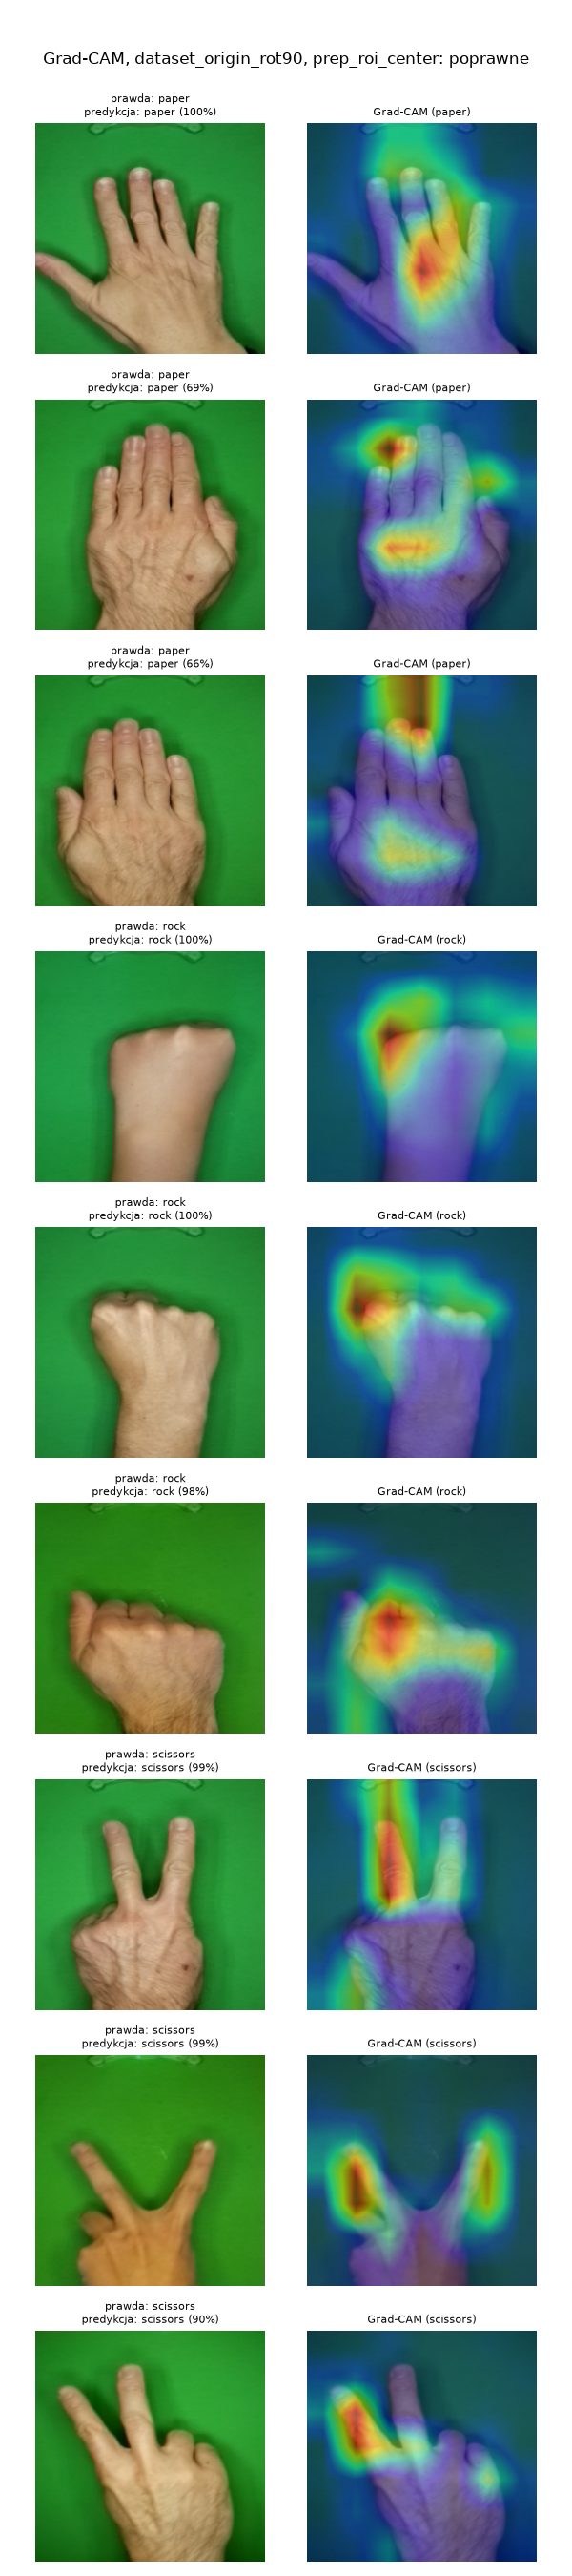 Grad-CAM, dataset_origin_rot90, prep_roi_center: poprawne
prawda: paper
predykcja: paper (100%)
Grad-CAM (paper)
prawda: paper
predykcja: paper (69%)
Grad-CAM (paper)
prawda: paper
predykcja: paper (66%)
Grad-CAM (paper)
prawda: rock
predykcja: rock (100%)
Grad-CAM (rock)
prawda: rock
predykcja: rock (100%)
Grad-CAM (rock)
prawda: rock
predykcja: rock (98%)
Grad-CAM (rock)
prawda: scissors
predykcja: scissors (99%)
Grad-CAM (scissors)
prawda: scissors
predykcja: scissors (99%)
Grad-CAM (scissors)
prawda: scissors
predykcja: scissors (90%)
Grad-CAM (scissors)